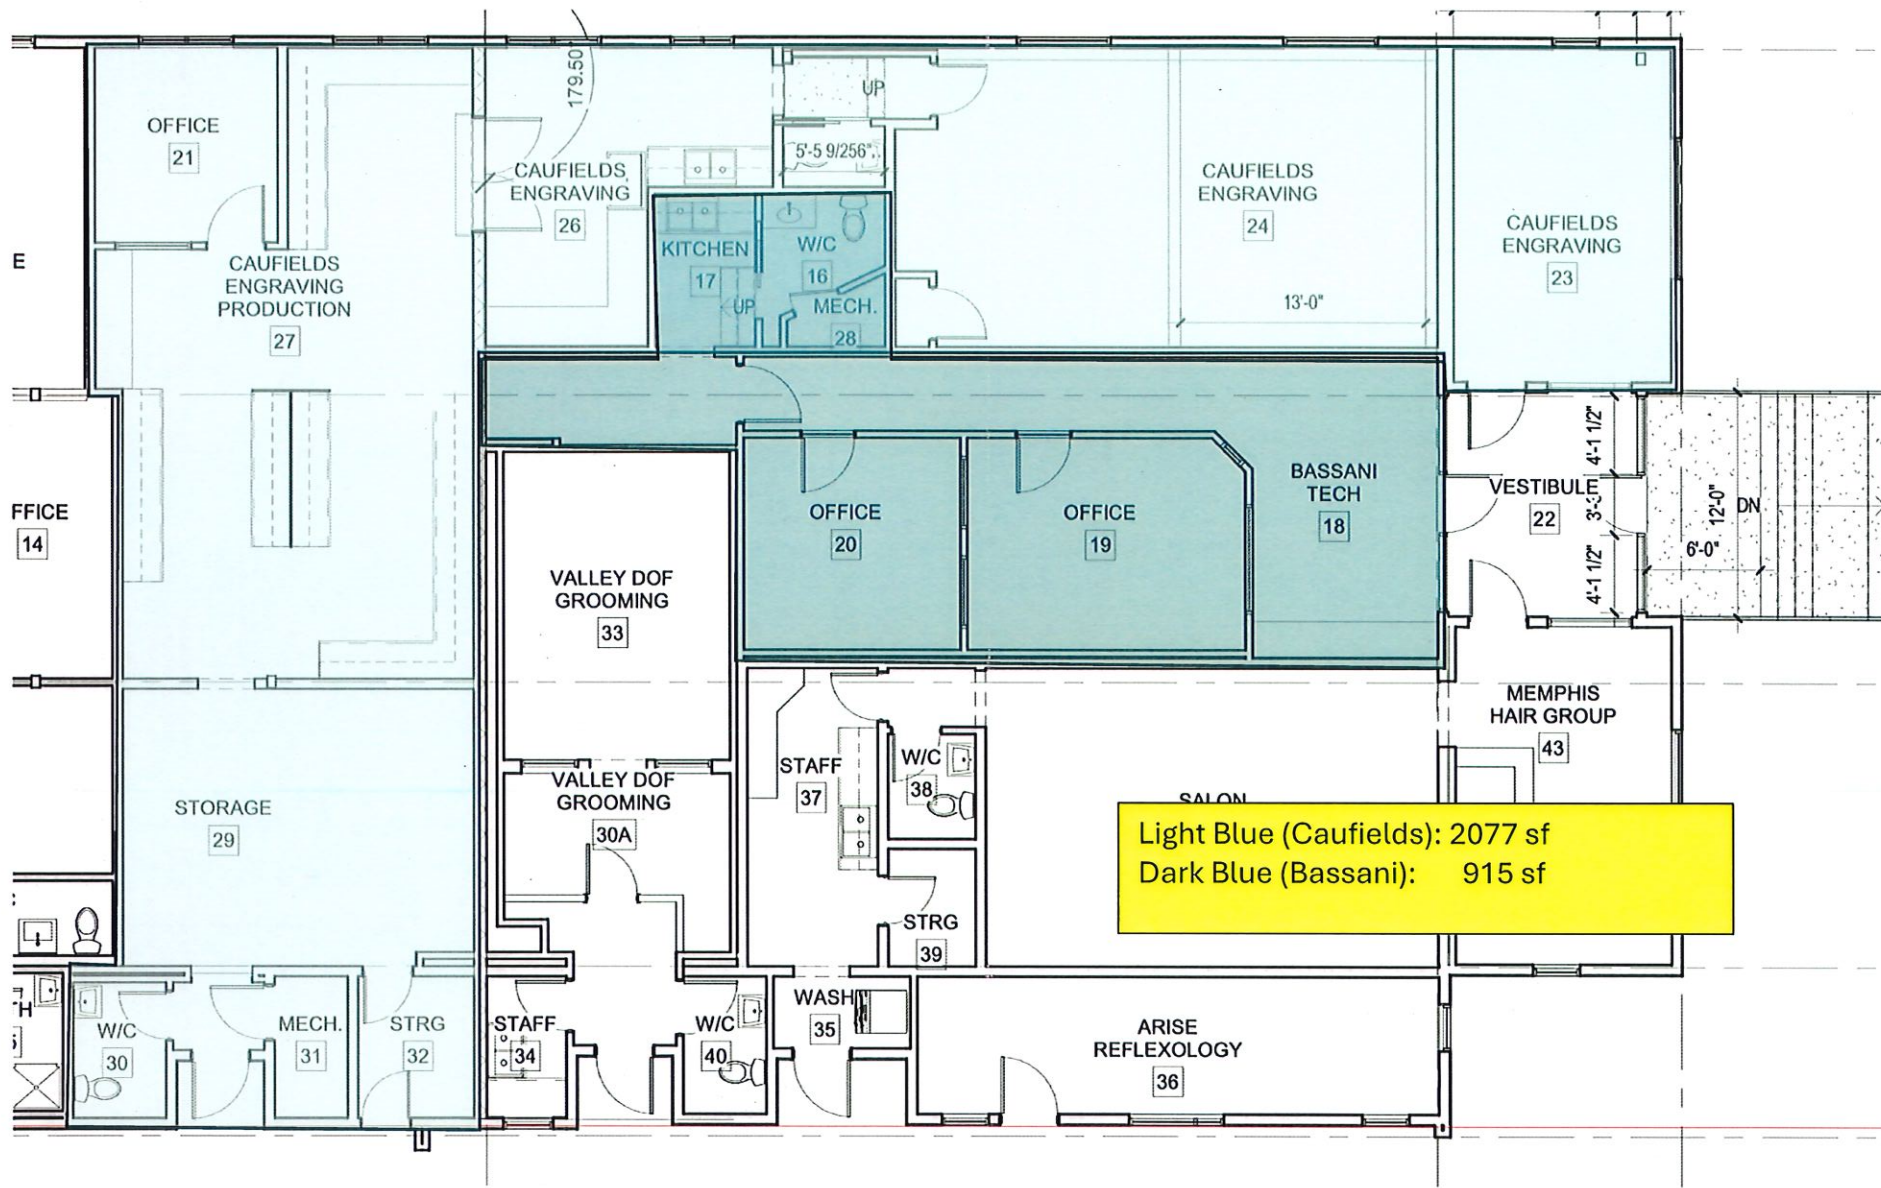 179.50
UP
OFFICE
21
5'-5 9/256"
CAUFIELDS
ENGRAVING
26
CAUFIELDS
ENGRAVING
24
CAUFIELDS
ENGRAVING
23
KITCHEN
17
W/C
16
UP
MECH.
28
13'-0"
E
CAUFIELDS
ENGRAVING
PRODUCTION
27
4'-1 1/2"
BASSANI
TECH
18
VESTIBULE
22
3'-3"
12'-0"
DN
6'-0"
4'-1 1/2"
FFICE
14
OFFICE
20
OFFICE
19
VALLEY DOF
GROOMING
33
MEMPHIS
HAIR GROUP
43
STAFF
37
W/C
38
VALLEY DOF
GROOMING
30A
STORAGE
29
SALON
Light Blue (Caufields): 2077 sf
Dark Blue (Bassani): 915 sf
STRG
39
W/C
30
MECH.
31
STRG
32
STAFF
34
W/C
40
WASH
35
ARISE
REFLEXOLOGY
36